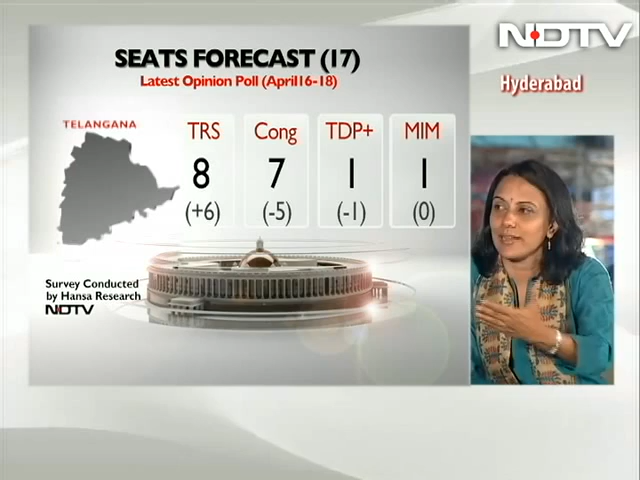 NDTV
Hyderabad
SEATS FORECAST (17)
Latest Opinion Poll (April16-18)
TELANGANA
TRS Cong TDP+ MIM
8 7 1 1
(+6) (-5) (-1) (0)
Survey Conducted
by Hansa Research
NDTV